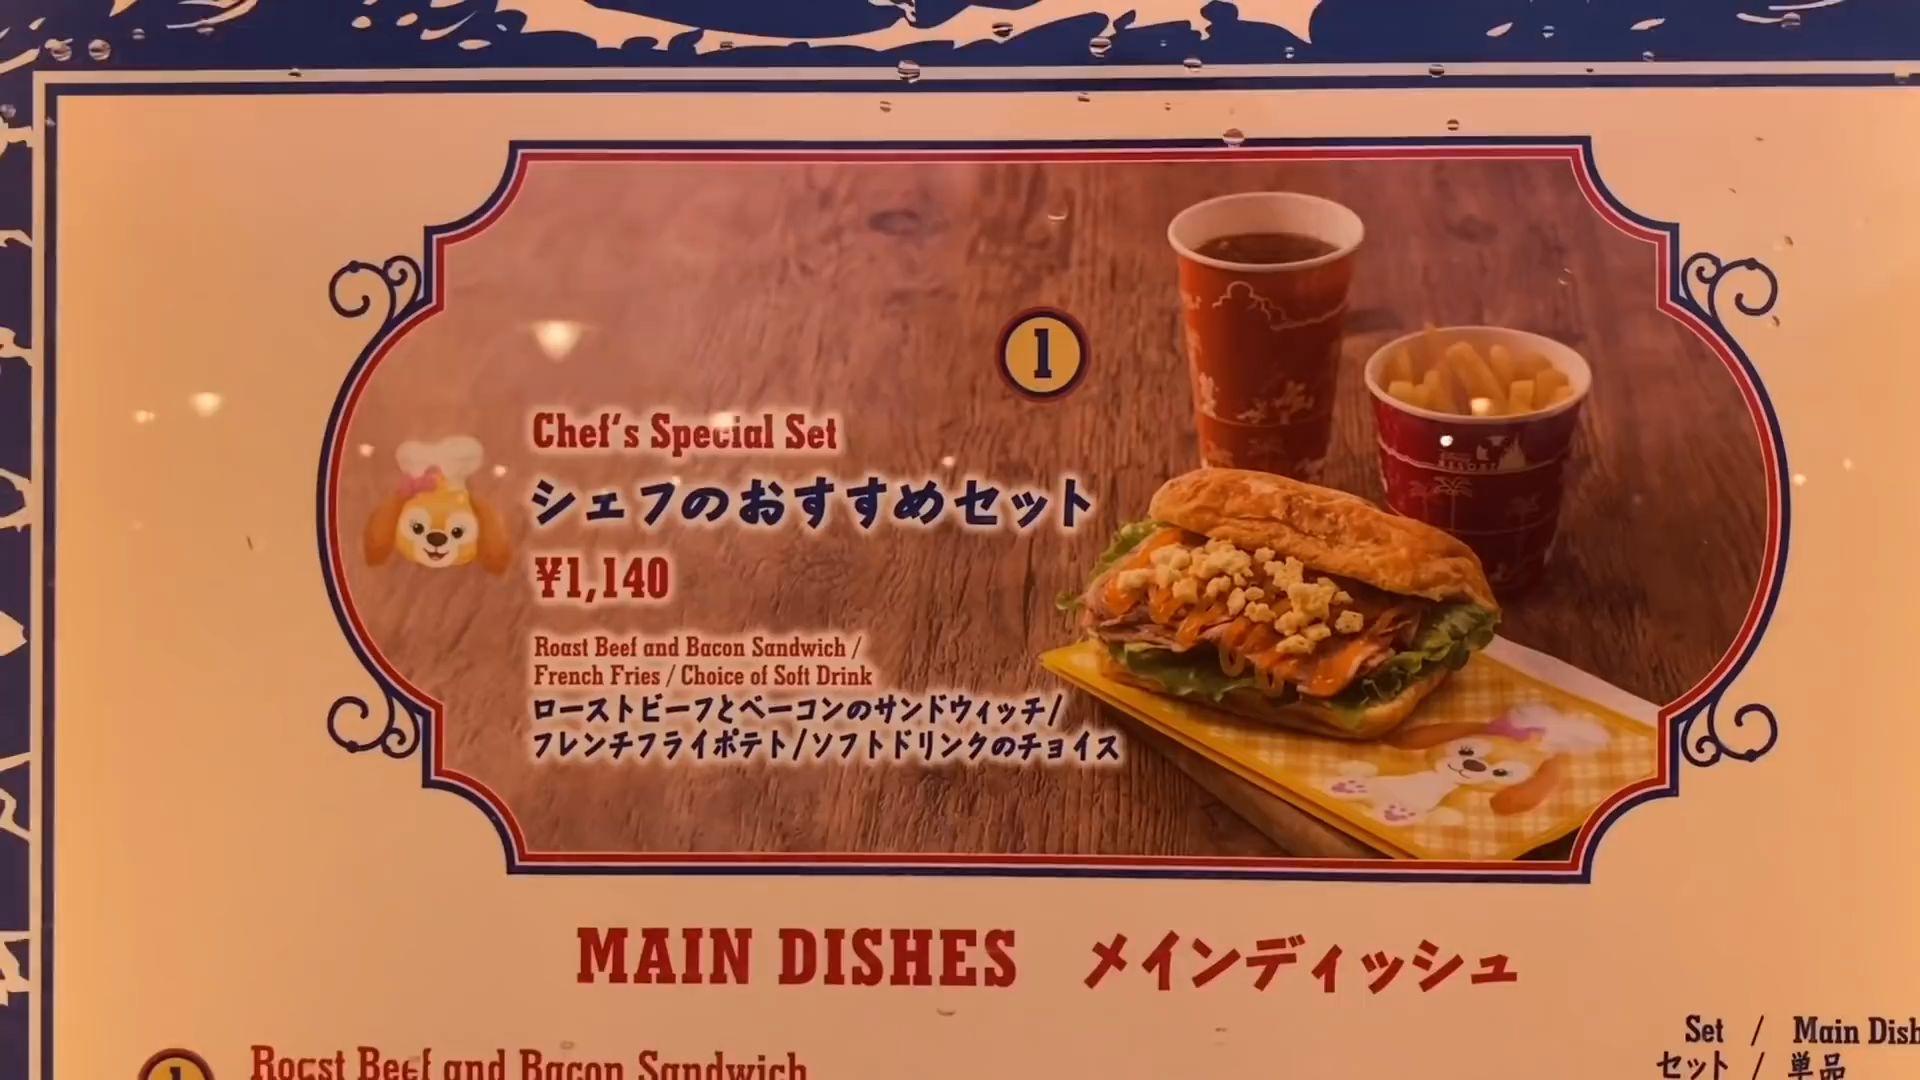 1
Chef's Special Set
シェフのおすすめセット
¥1,140
Roast Beef and Bacon Sandwich /
French Fries / Choice of Soft Drink
ローストビーフとベーコンのサンドウィッチ/
フレンチフライポテト/ソフトドリンクのチョイス
RESORT
MAIN DISHES メインディッシュ
Set / Main Dish
セット / 単品
1 Roast Beef and Bacon Sandwich